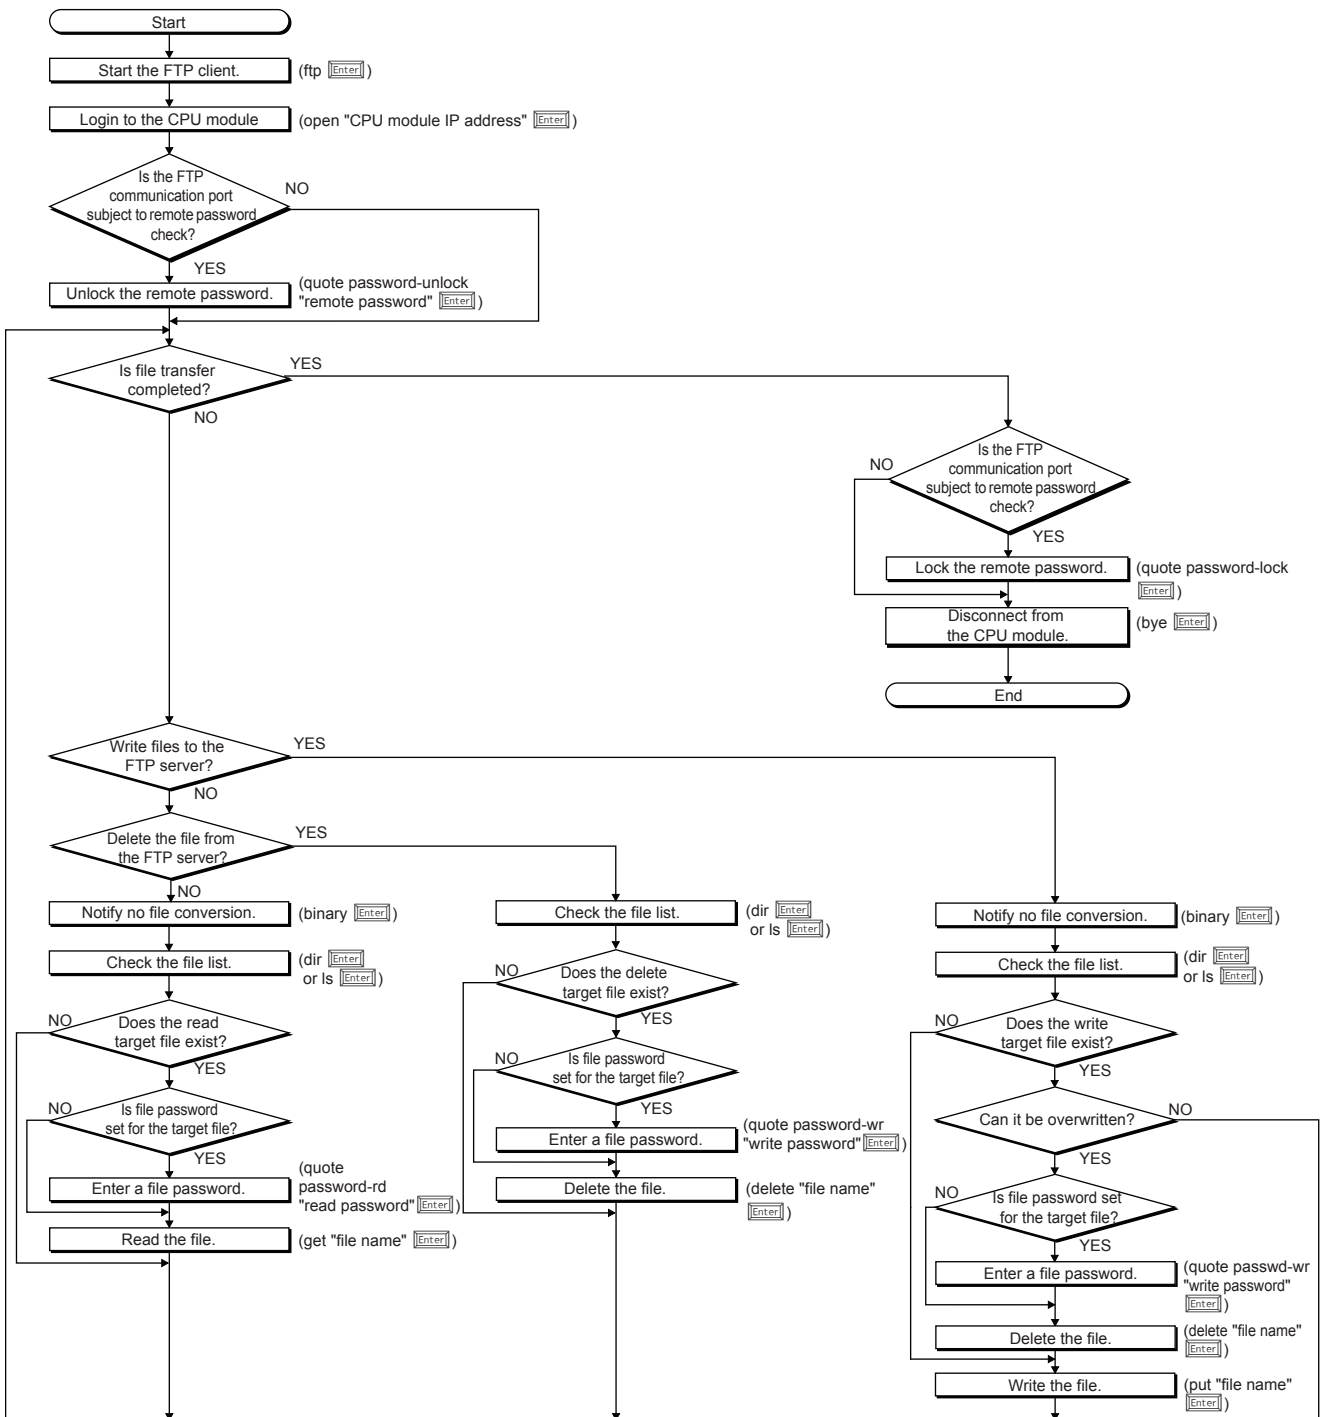 Start
Start the FTP client.
(ftp Enter)
Login to the CPU module
(open "CPU module IP address" Enter)
Is the FTP
communication port
subject to remote password
check?
NO
YES
Unlock the remote password.
(quote password-unlock
"remote password" Enter)
Is file transfer
completed?
YES
NO
Is the FTP
communication port
subject to remote password
check?
NO
YES
Lock the remote password.
(quote password-lock
Enter)
Disconnect from
the CPU module.
(bye Enter)
End
Write files to the
FTP server?
YES
NO
Delete the file from
the FTP server?
YES
NO
Notify no file conversion.
(binary Enter)
Check the file list.
(dir Enter
or ls Enter)
Does the read
target file exist?
NO
YES
Is file password
set for the target file?
NO
YES
Enter a file password.
(quote
password-rd
"read password" Enter)
Read the file.
(get "file name" Enter)
Check the file list.
(dir Enter
or ls Enter)
Does the delete
target file exist?
NO
YES
Is file password
set for the target file?
NO
YES
Enter a file password.
(quote password-wr
"write password" Enter)
Delete the file.
(delete "file name"
Enter)
Notify no file conversion.
(binary Enter)
Check the file list.
(dir Enter
or ls Enter)
Does the write
target file exist?
NO
YES
Can it be overwritten?
NO
YES
Is file password set
for the target file?
NO
YES
Enter a file password.
(quote passwd-wr
"write password"
Enter)
Delete the file.
(delete "file name"
Enter)
Write the file.
(put "file name"
Enter)